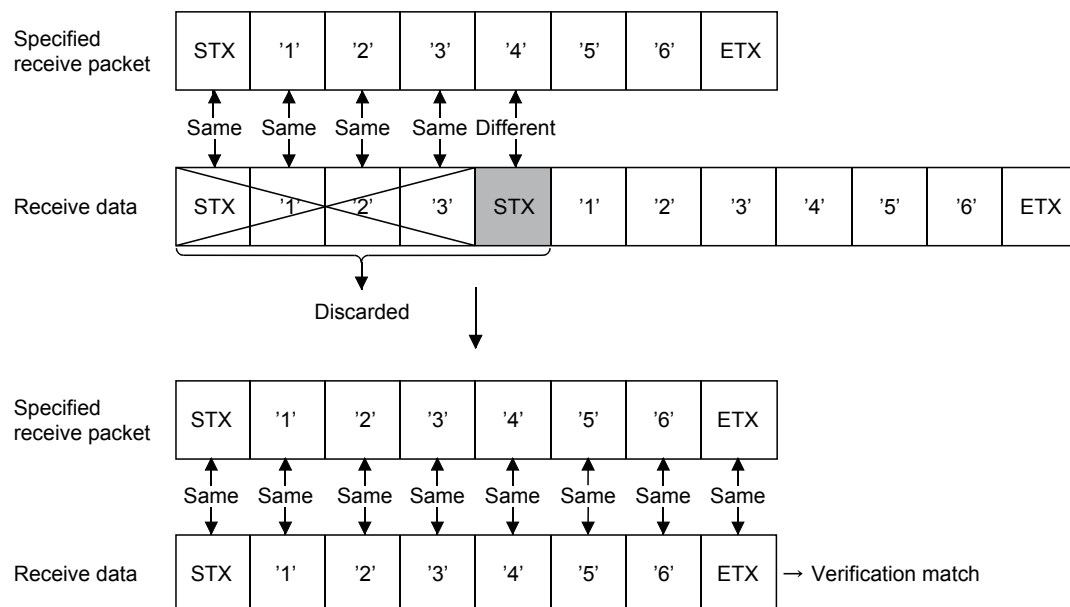 Specified
receive packet
STX ’1’ ’2’ ’3’ ’4’ ’5’ ’6’ ETX
Same Same Same Same Different
Receive data
STX ’1’ ’2’ ’3’ STX ’1’ ’2’ ’3’ ’4’ ’5’ ’6’ ETX
Discarded
Specified
receive packet
STX ’1’ ’2’ ’3’ ’4’ ’5’ ’6’ ETX
Same Same Same Same Same Same Same Same
Receive data
STX ’1’ ’2’ ’3’ ’4’ ’5’ ’6’ ETX → Verification match